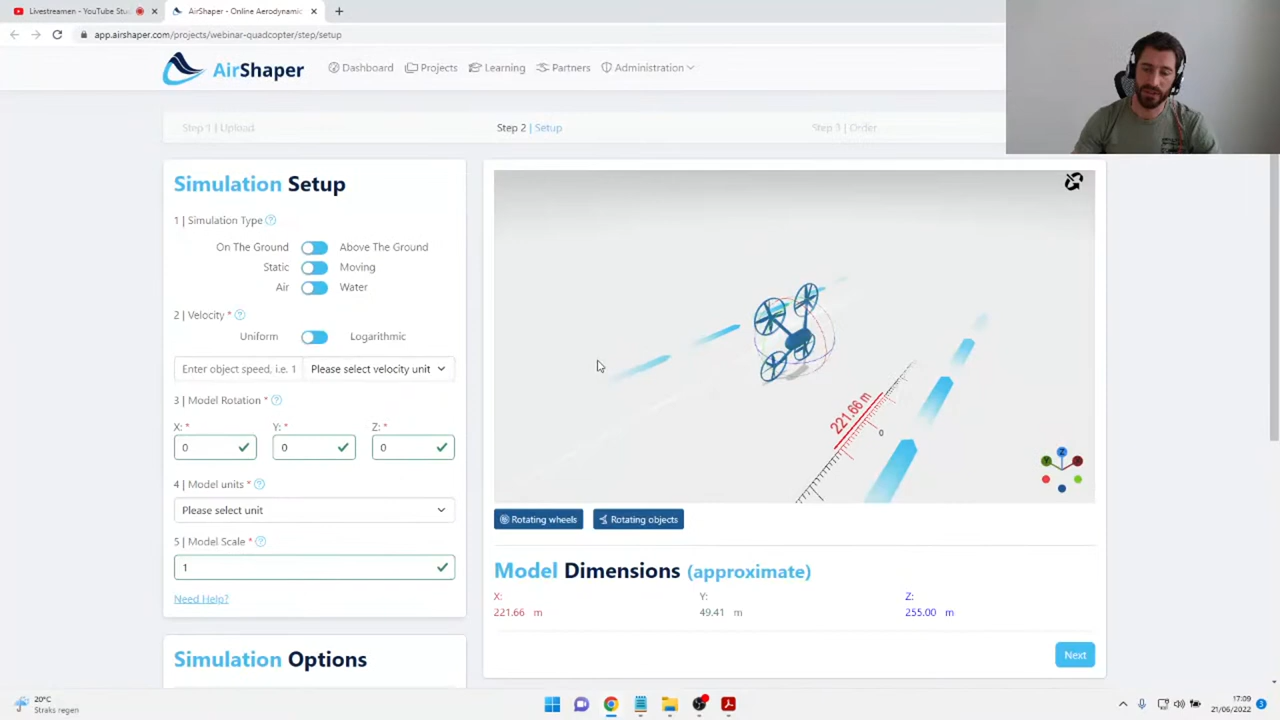 Livestreamen - YouTube Stu
AirShaper - Online Aerodynamic
app.airshaper.com/projects/webinar-quadcopter/step/setup
AirShaper
Dashboard
Projects
Learning
Partners
Administration
Step 1 | Upload
Step 2 | Setup
Step 3 | Order
Simulation Setup
1 | Simulation Type ?
On The Ground
Above The Ground
Static
Moving
Air
Water
2 | Velocity * ?
Uniform
Logarithmic
Enter object speed, i.e. 1
Please select velocity unit
3 | Model Rotation * ?
X: *
Y: *
Z: *
0
0
0
4 | Model units * ?
Please select unit
5 | Model Scale * ?
1
Need Help?
Simulation Options
221.66 m
0
Y
Z
Rotating wheels
Rotating objects
Model Dimensions (approximate)
X:
Y:
Z:
221.66 m
49.41 m
255.00 m
Next
20°C
Straks regen
17:09
21/06/2022
3